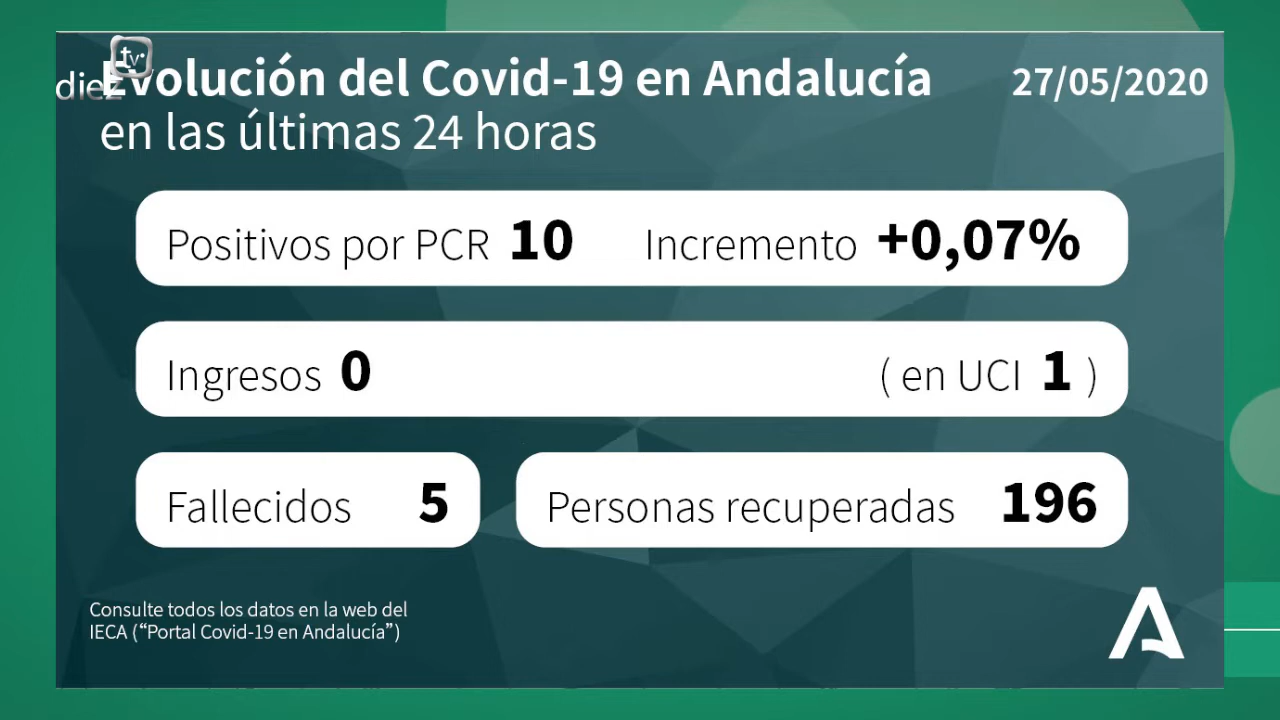 tv
diez
Evolución del Covid-19 en Andalucía
27/05/2020
en las últimas 24 horas
Positivos por PCR 10 Incremento +0,07%
Ingresos 0 ( en UCI 1 )
Fallecidos 5 Personas recuperadas 196
Consulte todos los datos en la web del
IECA (“Portal Covid-19 en Andalucía”)